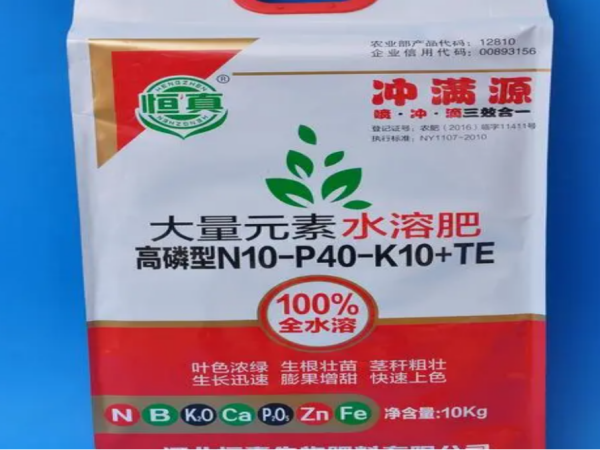 农业部产品代码：12810
企业信用代码：00893156
HENGZHEN
恒真
HENGZHEN
®
冲满源
喷·冲·滴三效合一
登记证号：农肥（2016）临字11411号
执行标准：NY1107-2010
大量元素水溶肥
高磷型N10-P40-K10+TE
100%
全水溶
叶色浓绿 生根壮苗 茎秆粗壮
生长迅速 膨果增甜 快速上色
N B K₂O Ca P₂O₅ Zn Fe 净含量:10Kg